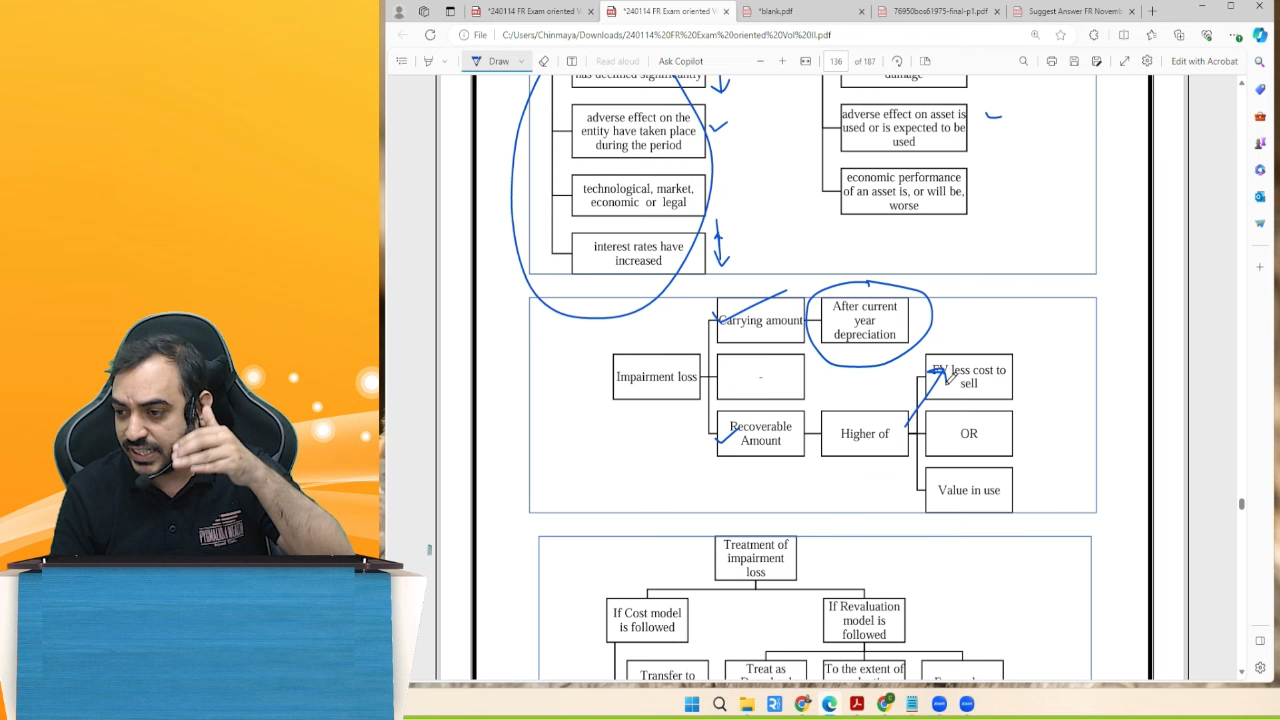 *240114 FR Exam oriented V
*240114 FR Exam oriented V
*blank.pdf
76950bos61975-final-p1.pdf
Suggest Answer FR Novemb
File
C:/Users/Chinmaya/Downloads/240114%20FR%20Exam%20oriented%20Vol%20II.pdf
Draw
Read aloud
Ask Copilot
136
of 187
Edit with Acrobat
has declined significantly
damage
adverse effect on the
entity have taken place
during the period
adverse effect on asset is
used or is expected to be
used
technological, market,
economic or legal
economic performance
of an asset is, or will be,
worse
interest rates have
increased
Carrying amount
After current
year
depreciation
Impairment loss
-
FV less cost to
sell
Recoverable
Amount
Higher of
OR
Value in use
Treatment of
impairment
loss
If Cost model
is followed
If Revaluation
model is
followed
Transfer to
Treat as
To the extent of
PYGMALION WEALTH